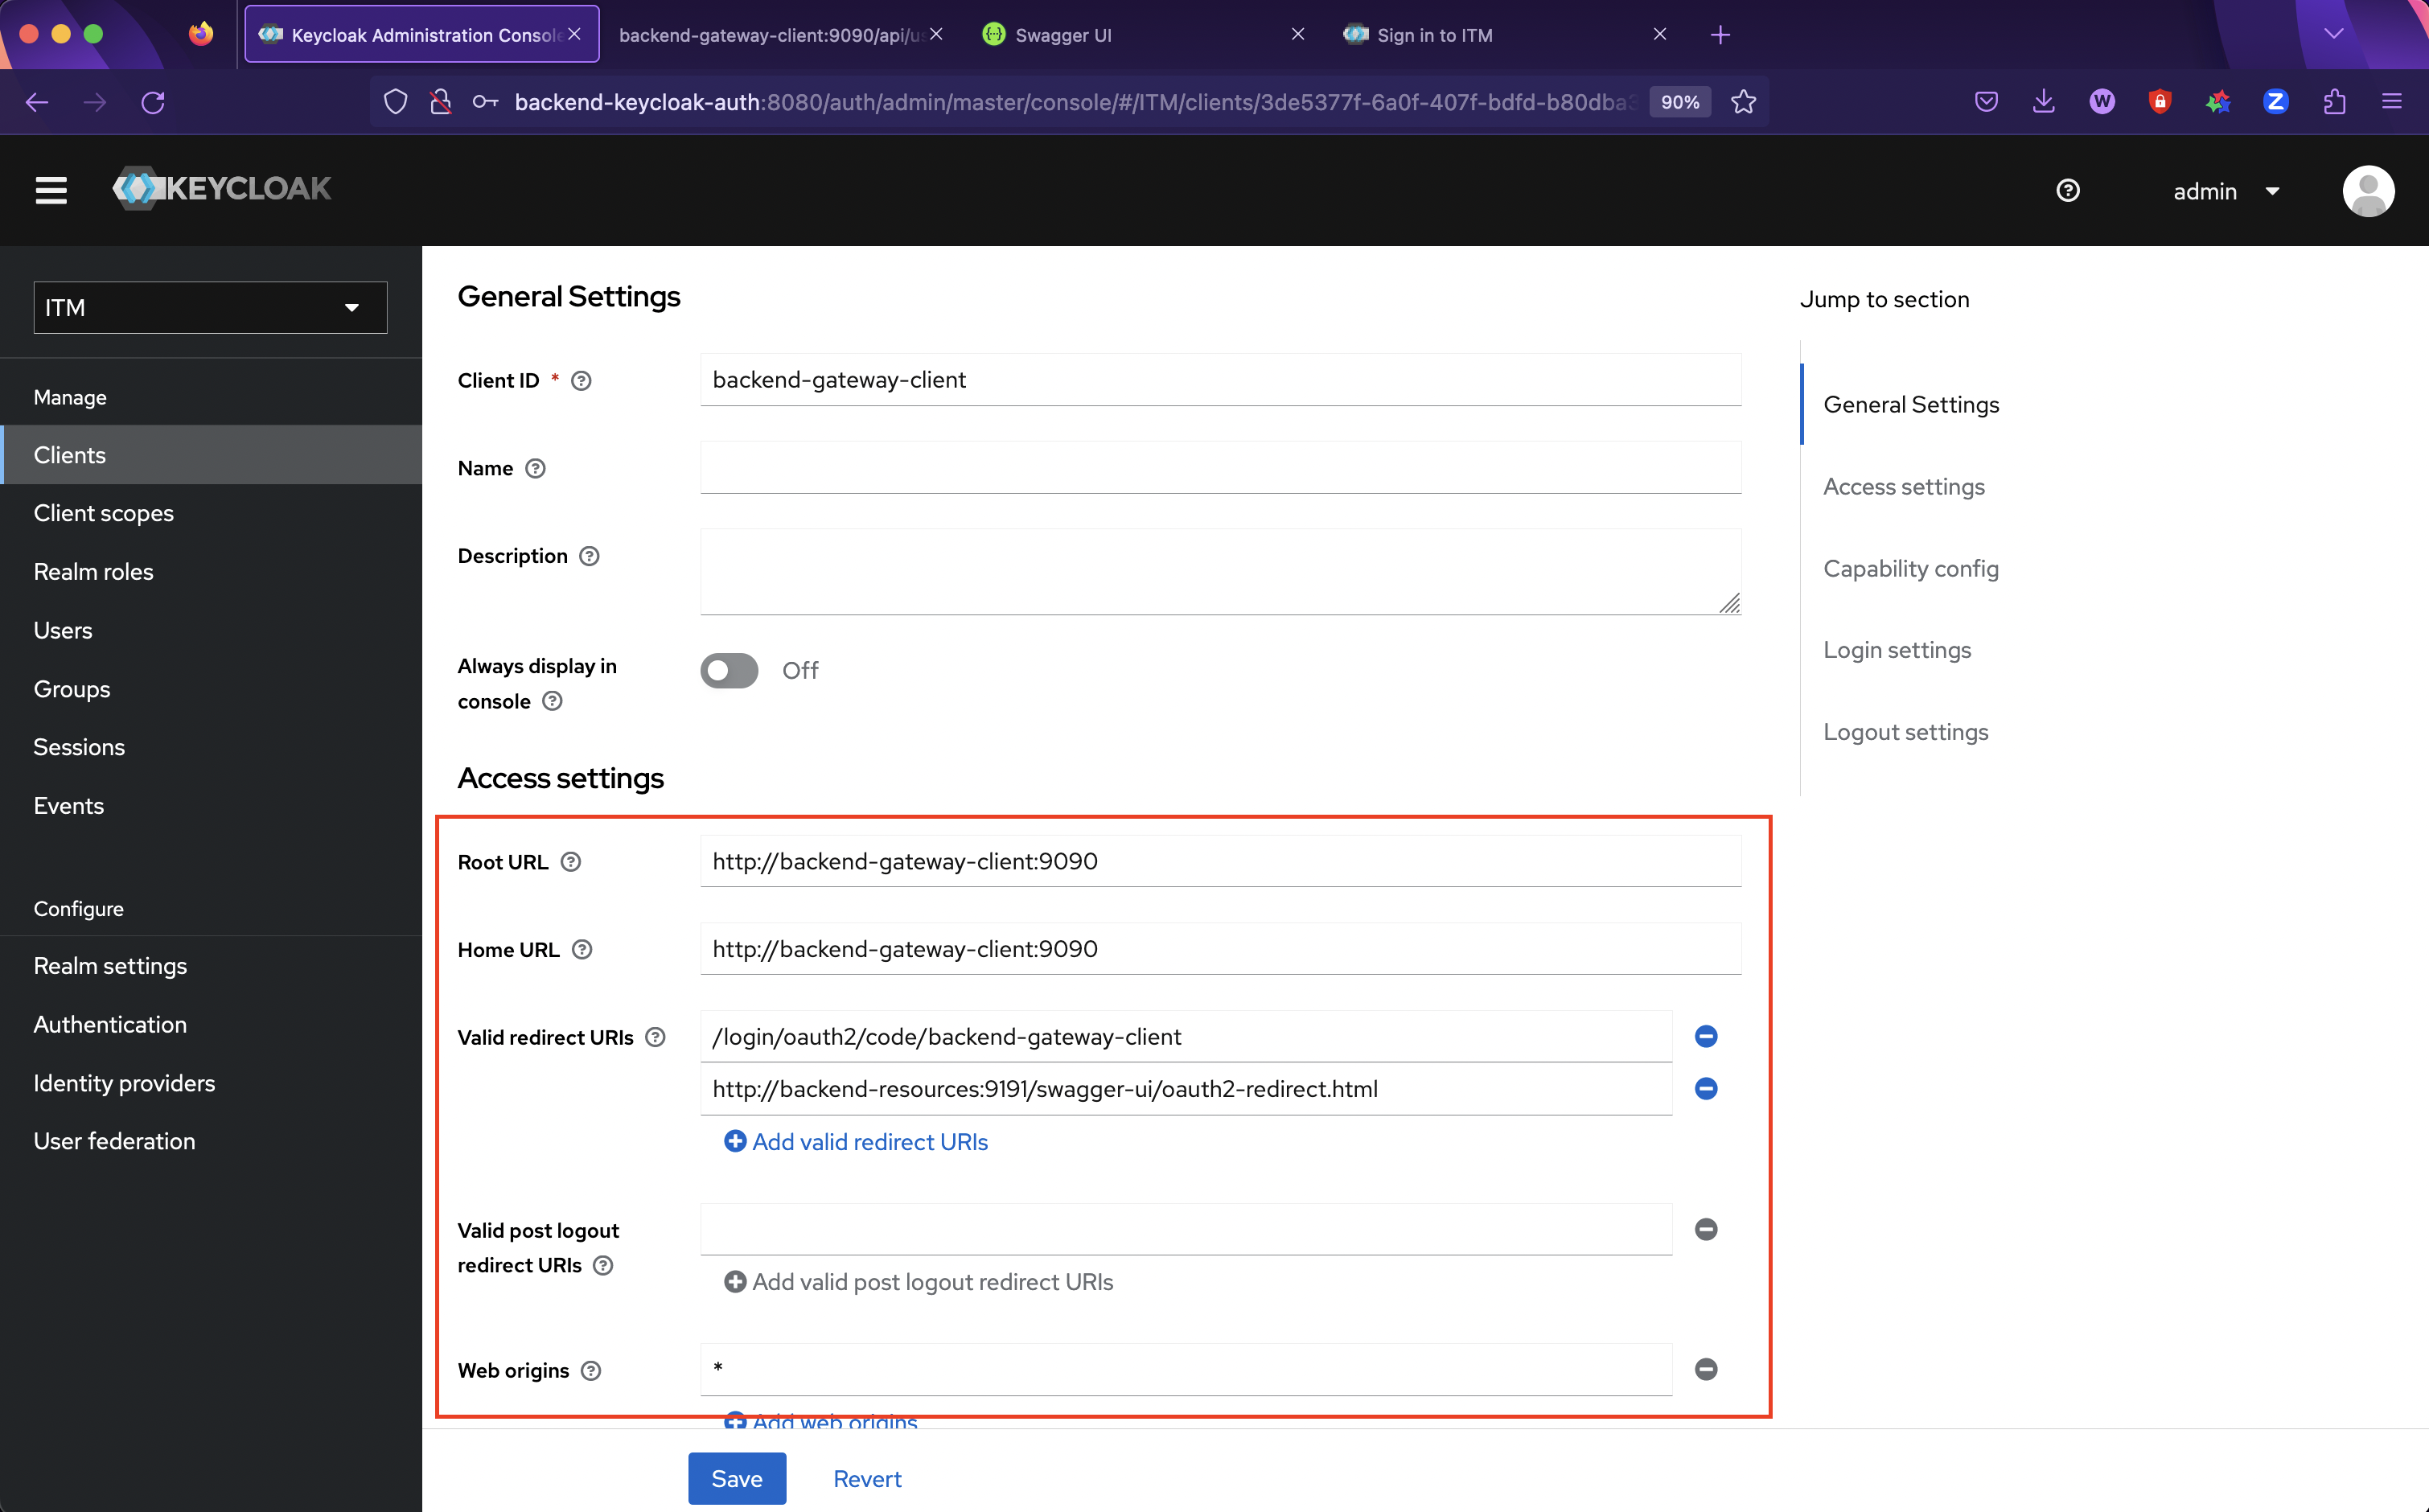 Keycloak Administration Console
backend-gateway-client:9090/api/us
Swagger UI
Sign in to ITM
backend-keycloak-auth:8080/auth/admin/master/console/#/ITM/clients/3de5377f-6a0f-407f-bdfd-b80dba3
90%
W
Z
KEYCLOAK
admin
ITM
Manage
Clients
Client scopes
Realm roles
Users
Groups
Sessions
Events
Configure
Realm settings
Authentication
Identity providers
User federation
General Settings
Client ID *
backend-gateway-client
Name
Description
Always display in
console
Off
Access settings
Root URL
http://backend-gateway-client:9090
Home URL
http://backend-gateway-client:9090
Valid redirect URIs
/login/oauth2/code/backend-gateway-client
http://backend-resources:9191/swagger-ui/oauth2-redirect.html
Add valid redirect URIs
Valid post logout
redirect URIs
Add valid post logout redirect URIs
Web origins
*
Add web origins
Save
Revert
Jump to section
General Settings
Access settings
Capability config
Login settings
Logout settings